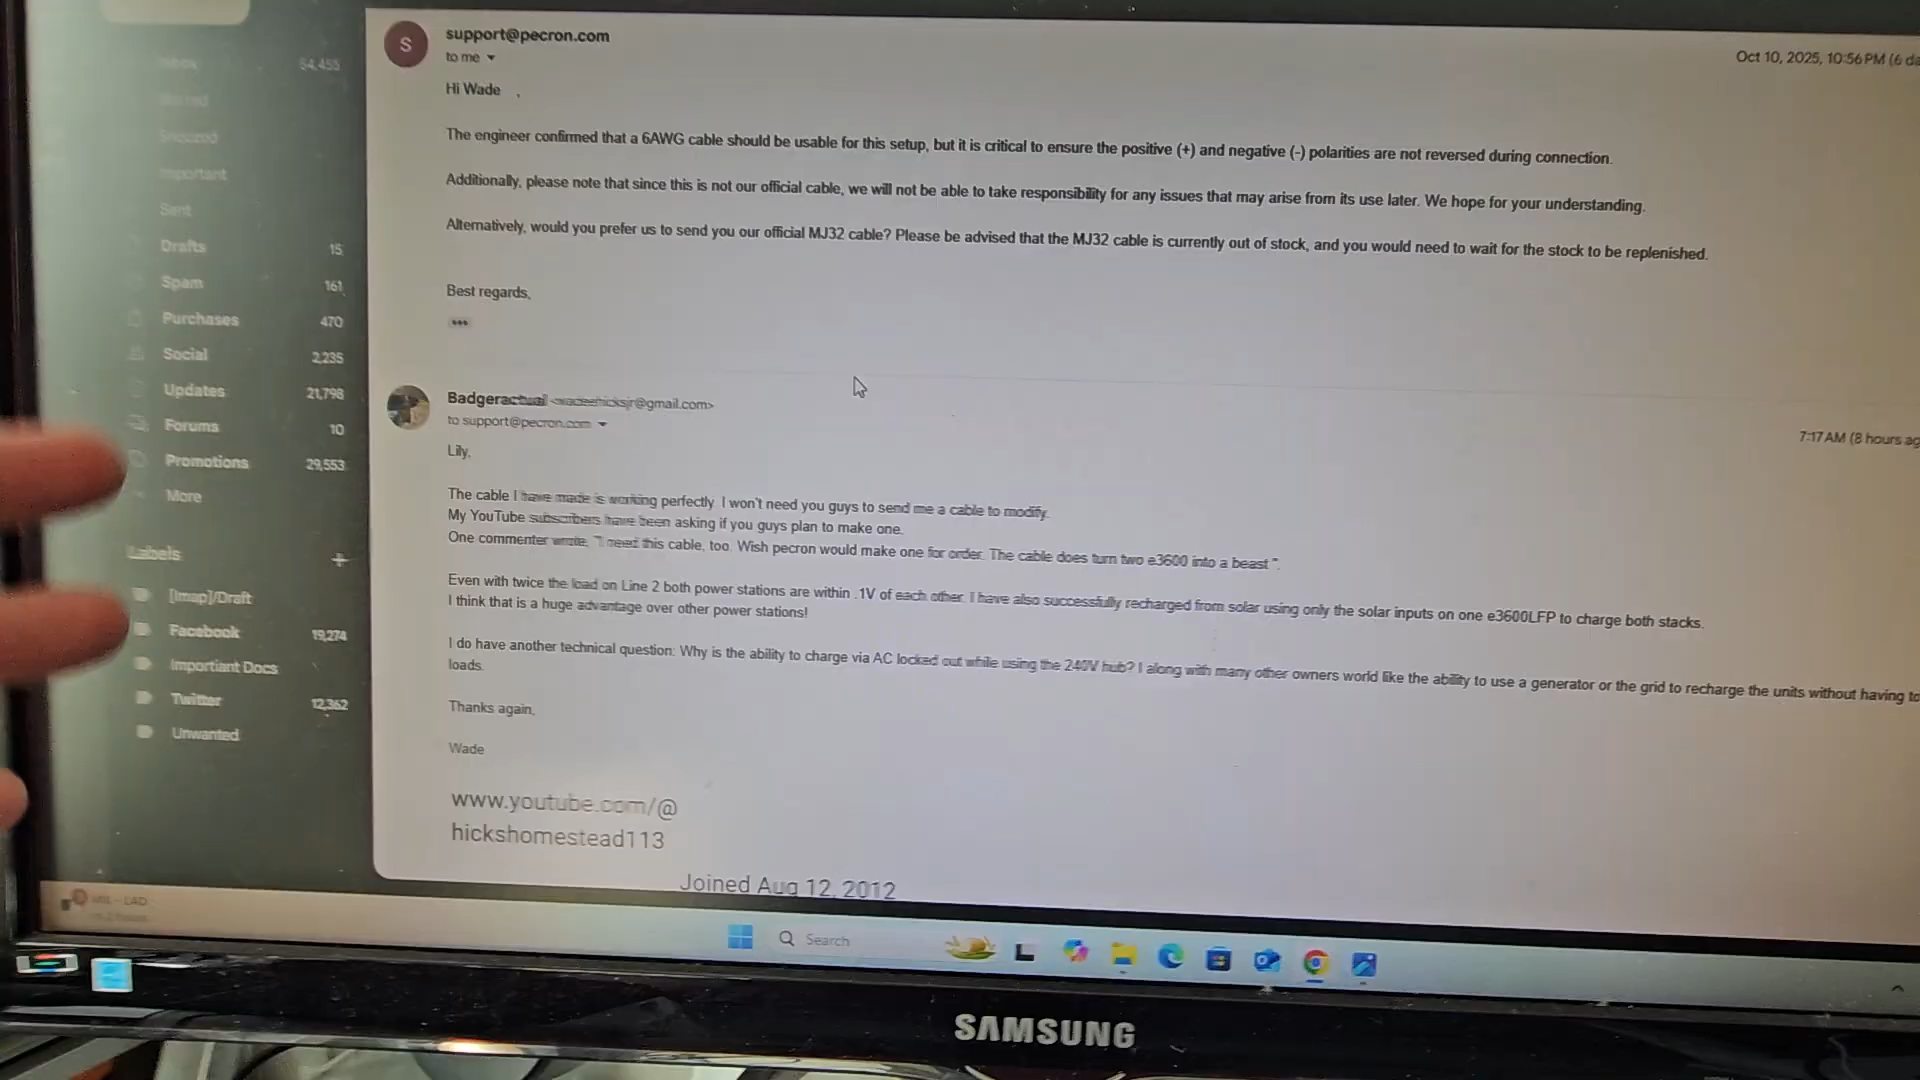 support@pecron.com
to me
Oct 10, 2025, 10:56 PM (6 da
Hi Wade ,
The engineer confirmed that a 6AWG cable should be usable for this setup, but it is critical to ensure the positive (+) and negative (-) polarities are not reversed during connection.
Additionally, please note that since this is not our official cable, we will not be able to take responsibility for any issues that may arise from its use later. We hope for your understanding.
Alternatively, would you prefer us to send you our official MJ32 cable? Please be advised that the MJ32 cable is currently out of stock, and you would need to wait for the stock to be replenished.
Best regards,
Badgeractual
@gmail.com>
to support@pecron.com
7:17 AM (8 hours ag
Lily,
The cable I have made is working perfectly. I won't need you guys to send me a cable to modify.
My YouTube subscribers have been asking if you guys plan to make one.
One commenter wrote, "I need this cable, too. Wish pecron would make one for order. The cable does turn two e3600 into a beast ".
Even with twice the load on Line 2 both power stations are within .1V of each other. I have also successfully recharged from solar using only the solar inputs on one e3600LFP to charge both stacks.
I think that is a huge advantage over other power stations!
I do have another technical question: Why is the ability to charge via AC locked out while using the 240V hub? I along with many other owners world like the ability to use a generator or the grid to recharge the units without having to
loads.
Thanks again,
Wade
www.youtube.com/@
hickshomestead113
Joined Aug 12, 2012
S
Inbox 54,455
Starred
Snoozed
Important
Sent
Drafts 15
Spam 161
Purchases 470
Social 2,235
Updates 21,798
Forums 10
Promotions 29,553
More
Labels +
[Imap]/Draft
Facebook 19,274
Important Docs
Twitter 12,362
Unwanted
MIL - LAD
Search
SAMSUNG